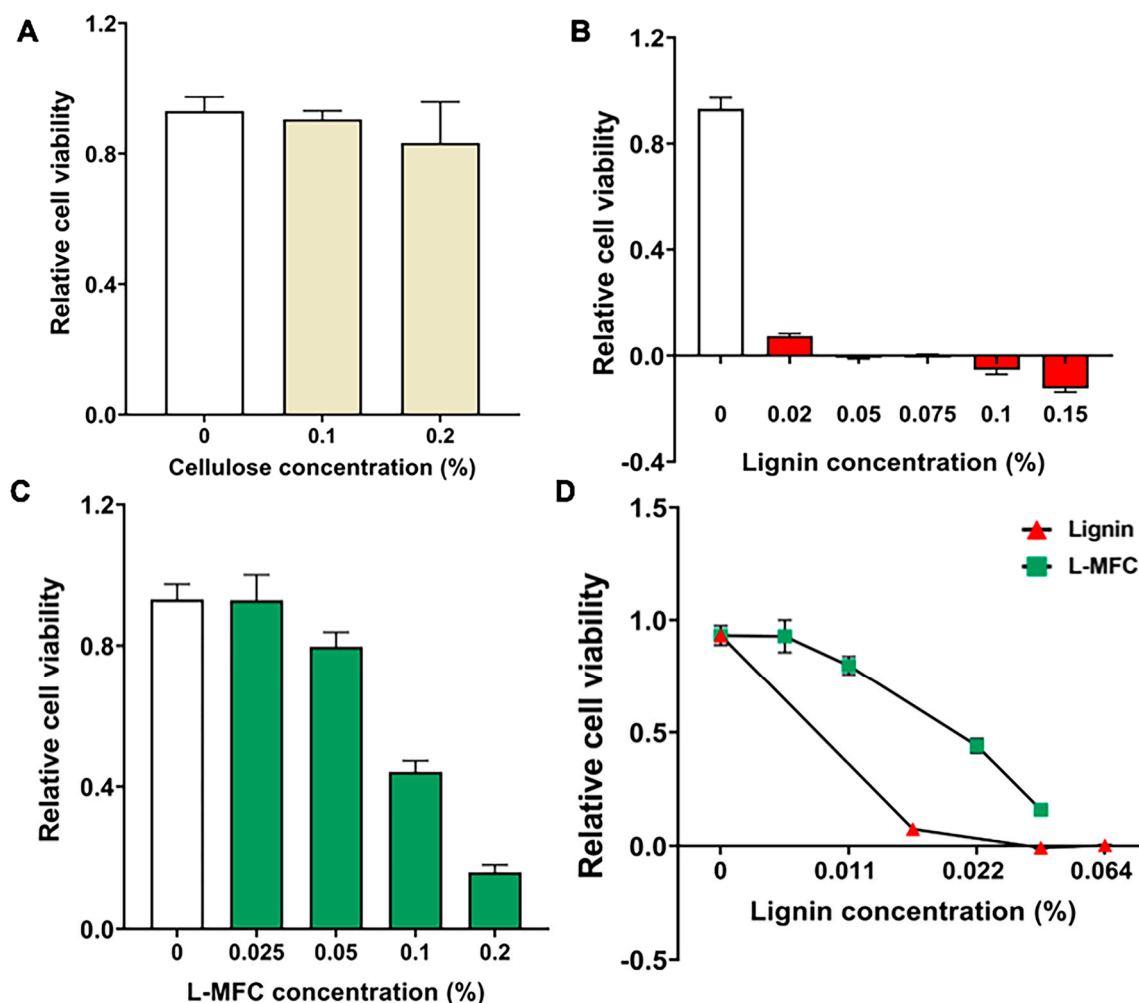 A
Relative cell viability
1.2
0.8
0.4
0.0
0 0.1 0.2
Cellulose concentration (%)
B
Relative cell viability
1.2
0.8
0.4
0.0
-0.4
0 0.02 0.05 0.075 0.1 0.15
Lignin concentration (%)
C
Relative cell viability
1.2
0.8
0.4
0.0
0 0.025 0.05 0.1 0.2
L-MFC concentration (%)
D
Relative cell viability
1.5
1.0
0.5
0.0
-0.5
Lignin
L-MFC
0 0.011 0.022 0.064
Lignin concentration (%)